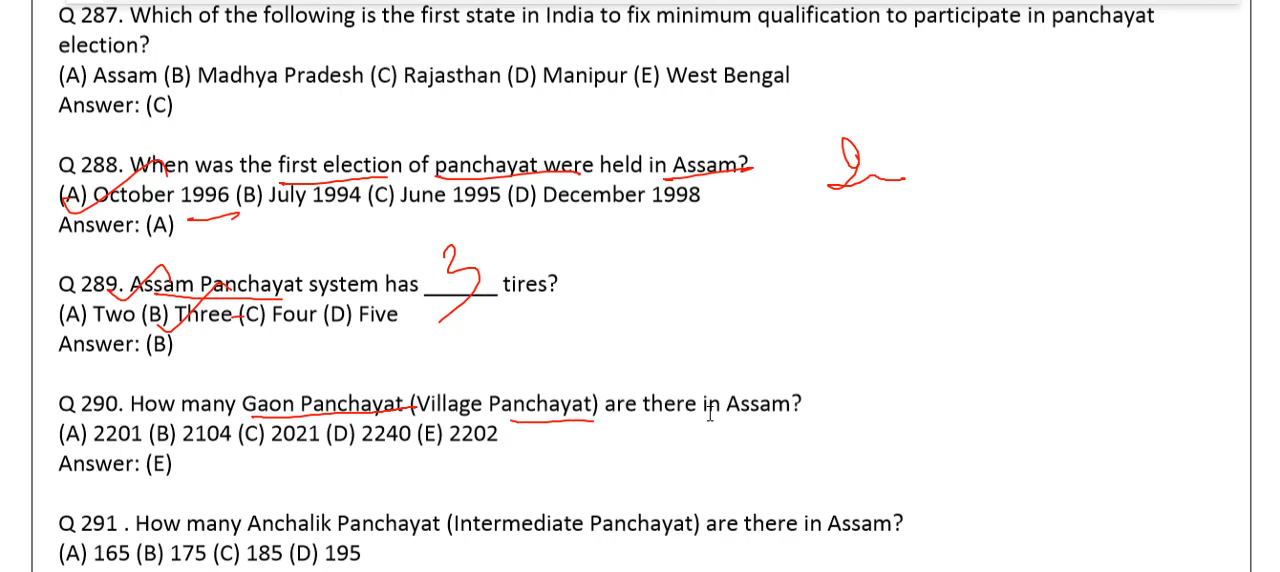 Q 287. Which of the following is the first state in India to fix minimum qualification to participate in panchayat
election?
(A) Assam (B) Madhya Pradesh (C) Rajasthan (D) Manipur (E) West Bengal
Answer: (C)
Q 288. When was the first election of panchayat were held in Assam?
(A) October 1996 (B) July 1994 (C) June 1995 (D) December 1998
Answer: (A)
Q 289. Assam Panchayat system has 3 tires?
(A) Two (B) Three (C) Four (D) Five
Answer: (B)
Q 290. How many Gaon Panchayat (Village Panchayat) are there in Assam?
(A) 2201 (B) 2104 (C) 2021 (D) 2240 (E) 2202
Answer: (E)
Q 291 . How many Anchalik Panchayat (Intermediate Panchayat) are there in Assam?
(A) 165 (B) 175 (C) 185 (D) 195